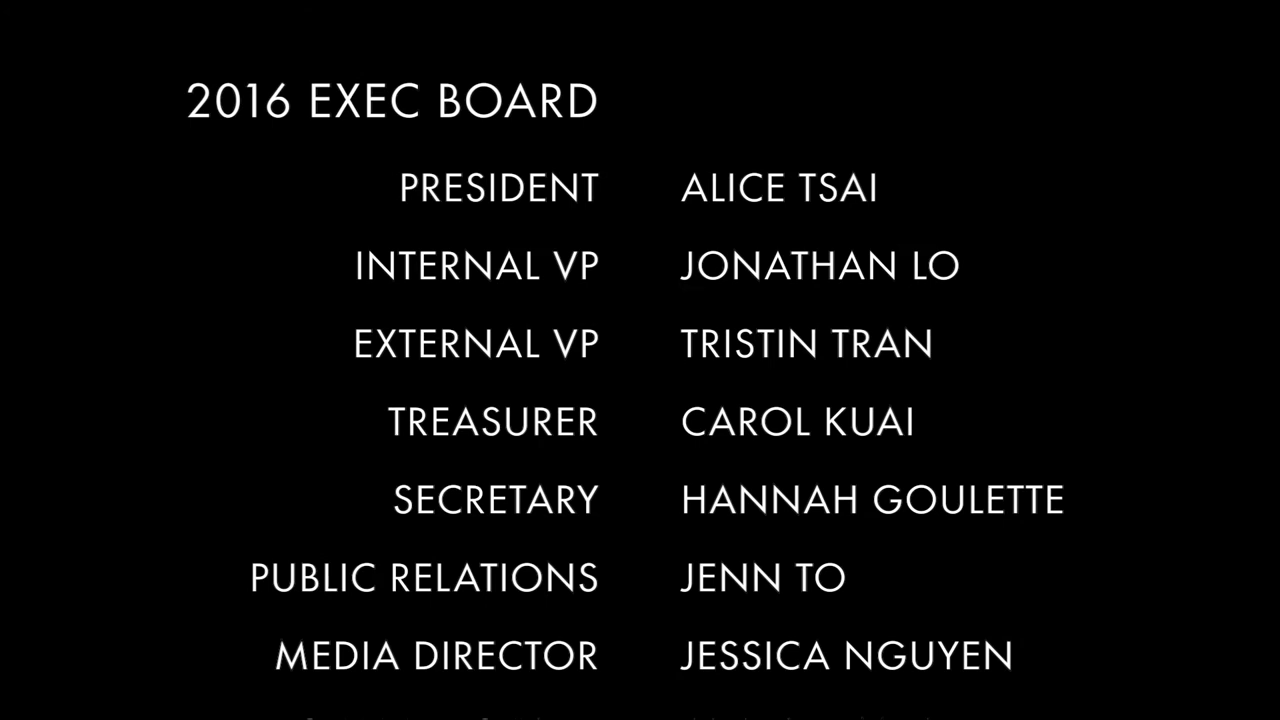 2016 EXEC BOARD
PRESIDENT ALICE TSAI
INTERNAL VP JONATHAN LO
EXTERNAL VP TRISTIN TRAN
TREASURER CAROL KUAI
SECRETARY HANNAH GOULETTE
PUBLIC RELATIONS JENN TO
MEDIA DIRECTOR JESSICA NGUYEN